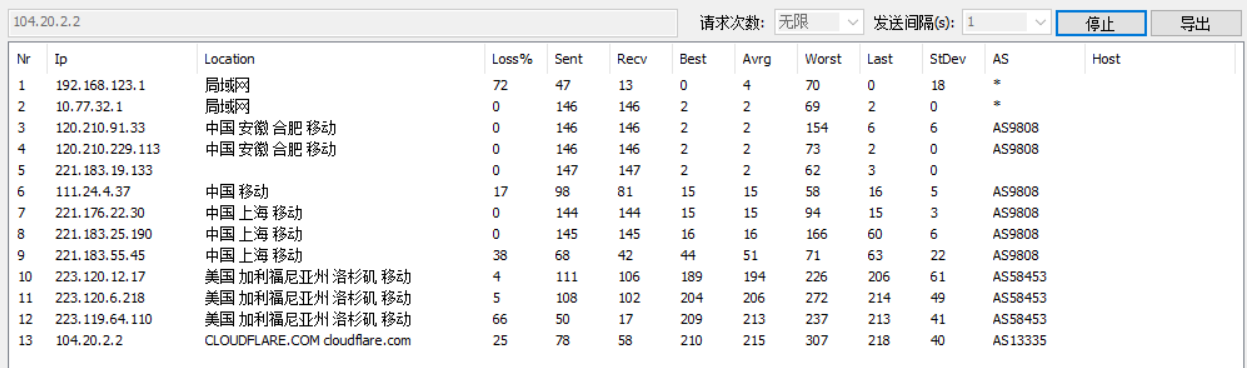 104.20.2.2 请求次数: 无限 发送间隔(s): 1 停止 导出
Nr Ip Location Loss% Sent Recv Best Avrg Worst Last StDev AS Host
1 192.168.123.1 局域网 72 47 13 0 4 70 0 18 *
2 10.77.32.1 局域网 0 146 146 2 2 69 2 0 *
3 120.210.91.33 中国 安徽 合肥 移动 0 146 146 2 2 154 6 6 AS9808
4 120.210.229.113 中国 安徽 合肥 移动 0 146 146 2 2 73 2 0 AS9808
5 221.183.19.133 0 147 147 2 2 62 3 0
6 111.24.4.37 中国 移动 17 98 81 15 15 58 16 5 AS9808
7 221.176.22.30 中国 上海 移动 0 144 144 15 15 94 15 3 AS9808
8 221.183.25.190 中国 上海 移动 0 145 145 16 16 166 60 6 AS9808
9 221.183.55.45 中国 上海 移动 38 68 42 44 51 71 63 22 AS9808
10 223.120.12.17 美国 加利福尼亚州 洛杉矶 移动 4 111 106 189 194 226 206 61 AS58453
11 223.120.6.218 美国 加利福尼亚州 洛杉矶 移动 5 108 102 204 206 272 214 49 AS58453
12 223.119.64.110 美国 加利福尼亚州 洛杉矶 移动 66 50 17 209 213 237 213 41 AS58453
13 104.20.2.2 CLOUDFLARE.COM cloudflare.com 25 78 58 210 215 307 218 40 AS13335